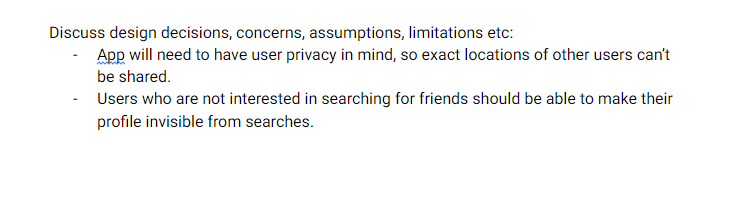 Discuss design decisions, concerns, assumptions, limitations etc:
- App will need to have user privacy in mind, so exact locations of other users can't
be shared.
- Users who are not interested in searching for friends should be able to make their
profile invisible from searches.